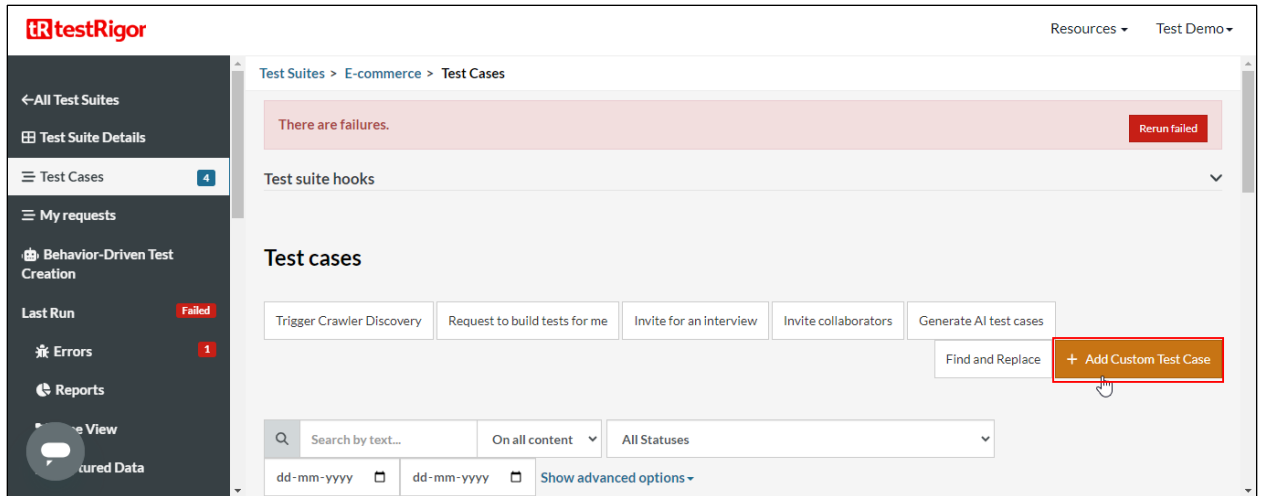 tR testRigor
Resources
Test Demo
All Test Suites
Test Suite Details
Test Cases 4
My requests
Behavior-Driven Test
Creation
Last Run Failed
Errors 1
Reports
View
Data
Test Suites > E-commerce > Test Cases
There are failures.
Rerun failed
Test suite hooks
Test cases
Trigger Crawler Discovery
Request to build tests for me
Invite for an interview
Invite collaborators
Generate AI test cases
Find and Replace
+ Add Custom Test Case
Search by text...
On all content
All Statuses
dd-mm-yyyy
dd-mm-yyyy
Show advanced options